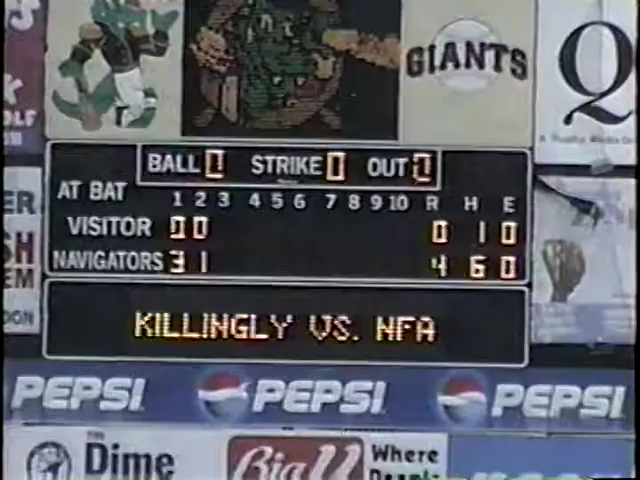 GIANTS
Q
BALL 0 STRIKE 0 OUT 0
AT BAT 1 2 3 4 5 6 7 8 9 10 R H E
VISITOR 0 0 0 1 0
NAVIGATORS 3 1 4 6 0
KILLINGLY VS. NFA
PEPSI PEPSI PEPSI
Dime
Big Y
Where